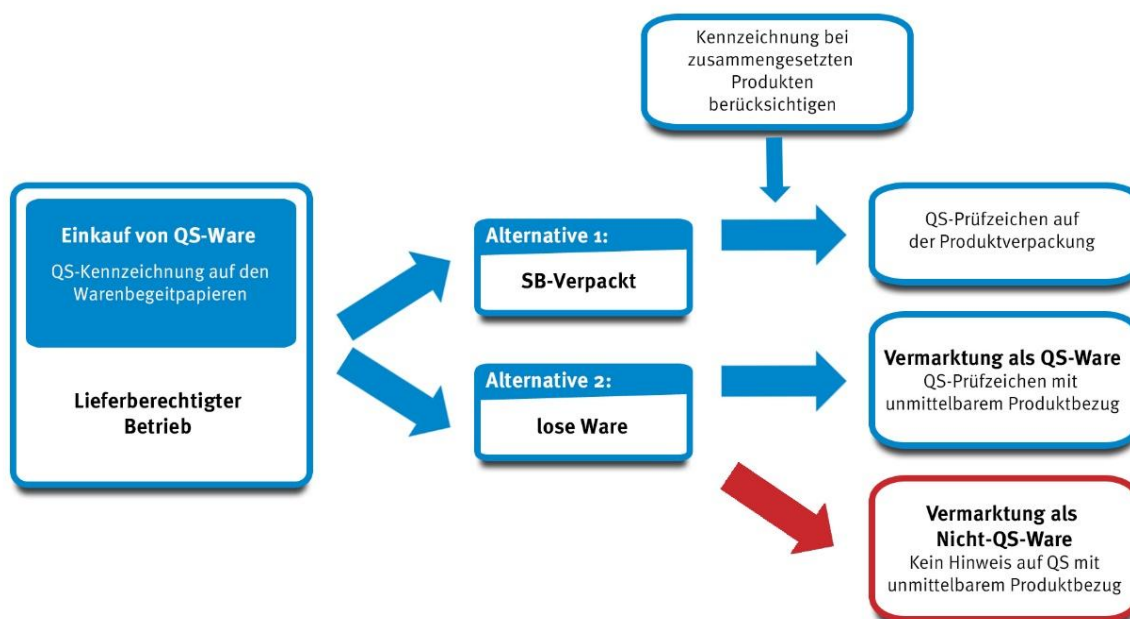 Kennzeichnung bei
zusammengesetzten
Produkten
berücksichtigen
Einkauf von QS-Ware
QS-Kennzeichnung auf den
Warenbegeitpapieren
Lieferberechtigter
Betrieb
Alternative 1:
SB-Verpackt
QS-Prüfzeichen auf
der Produktverpackung
Alternative 2:
lose Ware
Vermarktung als QS-Ware
QS-Prüfzeichen mit
unmittelbarem Produktbezug
Vermarktung als
Nicht-QS-Ware
Kein Hinweis auf QS mit
unmittelbarem Produktbezug